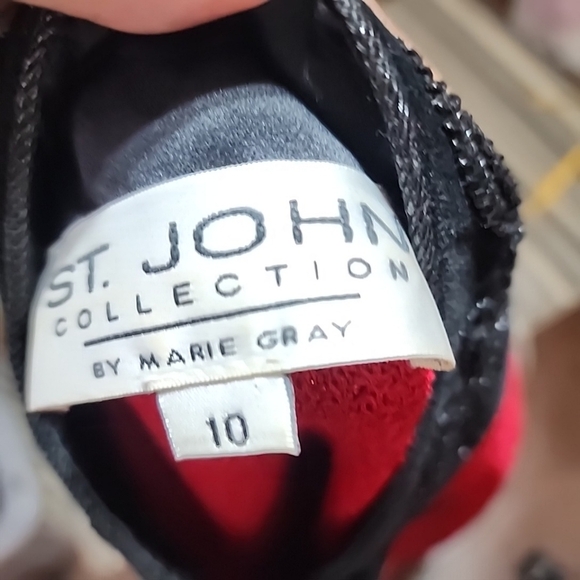 ST. JOHN
COLLECTION
BY MARIE GRAY
10